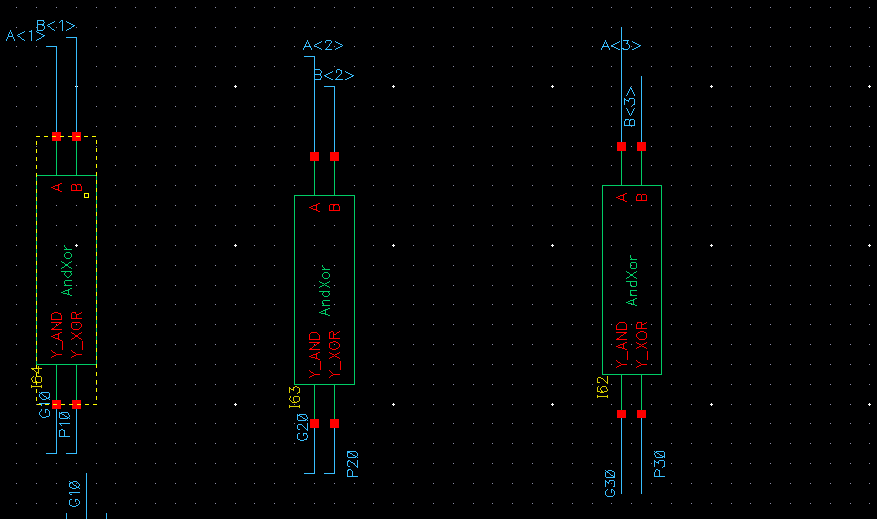 B<1>
A<1>
A<2>
A<3>
B<2>
B<3>
A B
A B
A B
AndXor
AndXor
AndXor
Y_AND Y_XOR
Y_AND Y_XOR
Y_AND Y_XOR
I64
I63
I62
G10 P10
G20 P20
G30 P30
G10